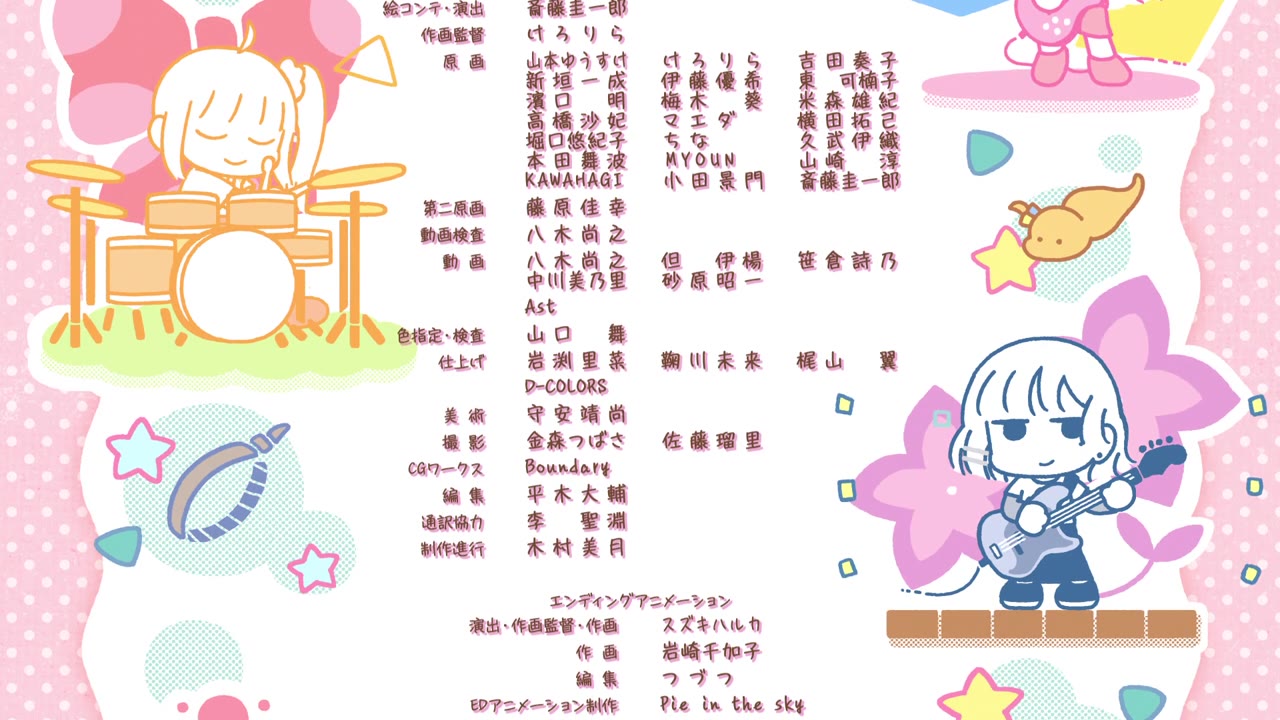 絵コンテ・演出 斎藤圭一郎
作画監督 けろりら
原画 山本ゆうすけ けろりら 吉田奏子
新垣一成 伊藤優希 東 可楠子
濱口 明 梅木 葵 米森雄紀
高橋沙妃 マエダ 横田拓己
堀口悠紀子 ちな 久武伊織
本田舞波 MYOUN 山崎 淳
KAWAHAGI 小田景門 斎藤圭一郎
第二原画 藤原佳幸
動画検査 八木尚之
動画 八木尚之 但 伊楊 笹倉詩乃
中川美乃里 砂原昭一
Ast
色指定・検査 山口 舞
仕上げ 岩渕里菜 鞠川未来 梶山 翼
D-COLORS
美術 守安靖尚
撮影 金森つばさ 佐藤瑠里
CGワークス Boundary
編集 平木大輔
通訳協力 李 聖淵
制作進行 木村美月
エンディングアニメーション
演出・作画監督・作画 スズキハルカ
作画 岩崎千加子
編集 つづつ
EDアニメーション制作 Pie in the sky